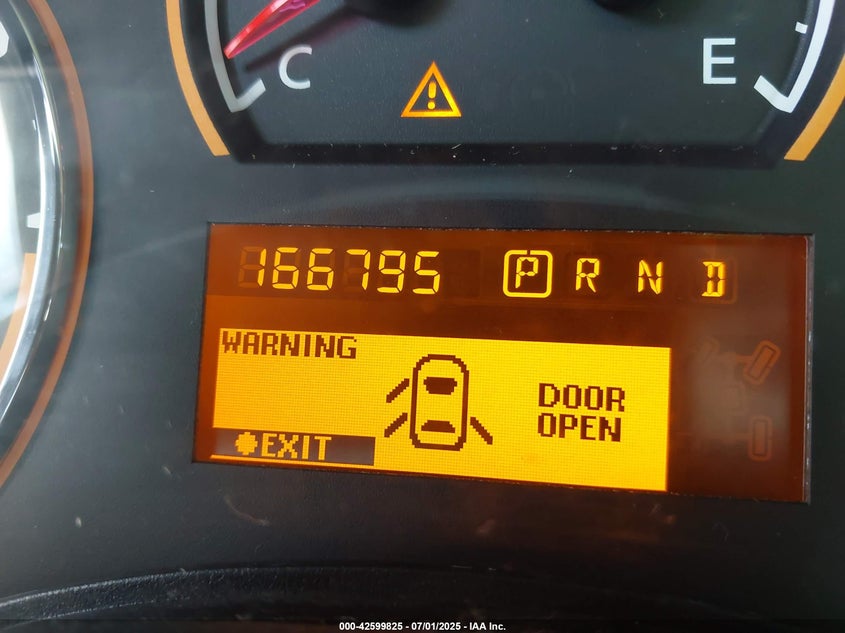 C
E
166795 P R N D
WARNING
DOOR
OPEN
EXIT
000-42599825 - 07/01/2025 - IAA Inc.